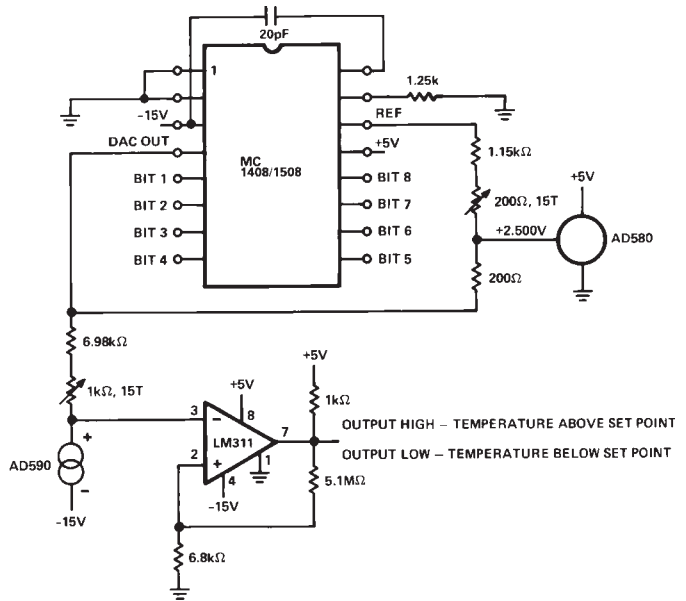 20pF
1
1.25k
–15V
REF
DAC OUT
+5V
MC
1408/1508
1.15kΩ
BIT 1
BIT 8
200Ω, 15T
+5V
BIT 2
BIT 7
+2.500V
AD580
BIT 3
BIT 6
BIT 4
BIT 5
200Ω
6.98kΩ
1kΩ, 15T
+5V
+5V
1kΩ
3
–
8
7
OUTPUT HIGH – TEMPERATURE ABOVE SET POINT
LM311
OUTPUT LOW – TEMPERATURE BELOW SET POINT
+
AD590
2
+
1
4
5.1MΩ
–
–15V
–15V
6.8kΩ